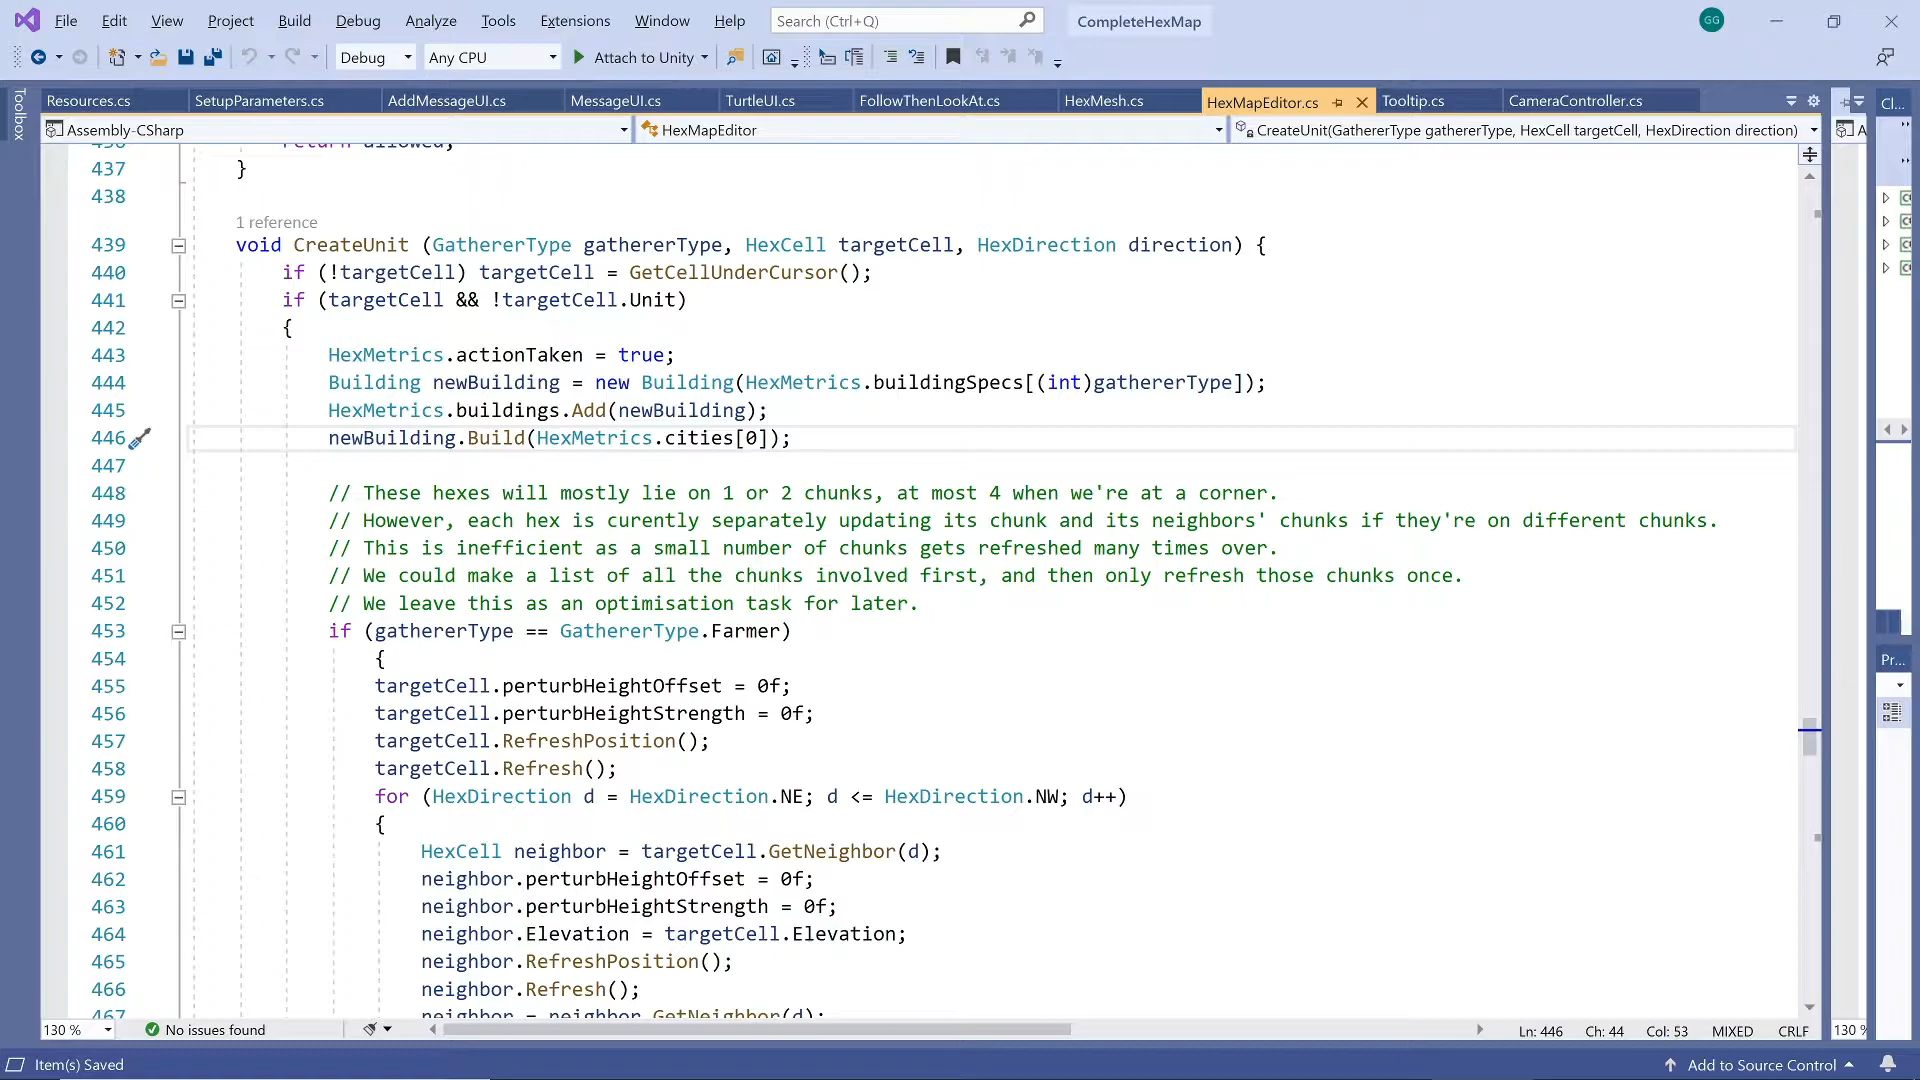 File Edit View Project Build Debug Analyze Tools Extensions Window Help Search (Ctrl+Q) CompleteHexMap GG
Debug Any CPU Attach to Unity
Toolbox
Resources.cs SetupParameters.cs AddMessageUI.cs MessageUI.cs TurtleUI.cs FollowThenLookAt.cs HexMesh.cs HexMapEditor.cs Tooltip.cs CameraController.cs Cl...
Assembly-CSharp HexMapEditor CreateUnit(GathererType gathererType, HexCell targetCell, HexDirection direction) A
436 return allowed;
437 }
438
1 reference
439 void CreateUnit (GathererType gathererType, HexCell targetCell, HexDirection direction) {
440 if (!targetCell) targetCell = GetCellUnderCursor();
441 if (targetCell && !targetCell.Unit)
442 {
443 HexMetrics.actionTaken = true;
444 Building newBuilding = new Building(HexMetrics.buildingSpecs[(int)gathererType]);
445 HexMetrics.buildings.Add(newBuilding);
446 newBuilding.Build(HexMetrics.cities[0]);
447
448 // These hexes will mostly lie on 1 or 2 chunks, at most 4 when we're at a corner.
449 // However, each hex is curently separately updating its chunk and its neighbors' chunks if they're on different chunks.
450 // This is inefficient as a small number of chunks gets refreshed many times over.
451 // We could make a list of all the chunks involved first, and then only refresh those chunks once.
452 // We leave this as an optimisation task for later.
453 if (gathererType == GathererType.Farmer)
454 {
455 targetCell.perturbHeightOffset = 0f;
456 targetCell.perturbHeightStrength = 0f;
457 targetCell.RefreshPosition();
458 targetCell.Refresh();
459 for (HexDirection d = HexDirection.NE; d <= HexDirection.NW; d++)
460 {
461 HexCell neighbor = targetCell.GetNeighbor(d);
462 neighbor.perturbHeightOffset = 0f;
463 neighbor.perturbHeightStrength = 0f;
464 neighbor.Elevation = targetCell.Elevation;
465 neighbor.RefreshPosition();
466 neighbor.Refresh();
467 neighbor = neighbor.GetNeighbor(d);
Pr...
130 % No issues found Ln: 446 Ch: 44 Col: 53 MIXED CRLF 130 %
Item(s) Saved Add to Source Control